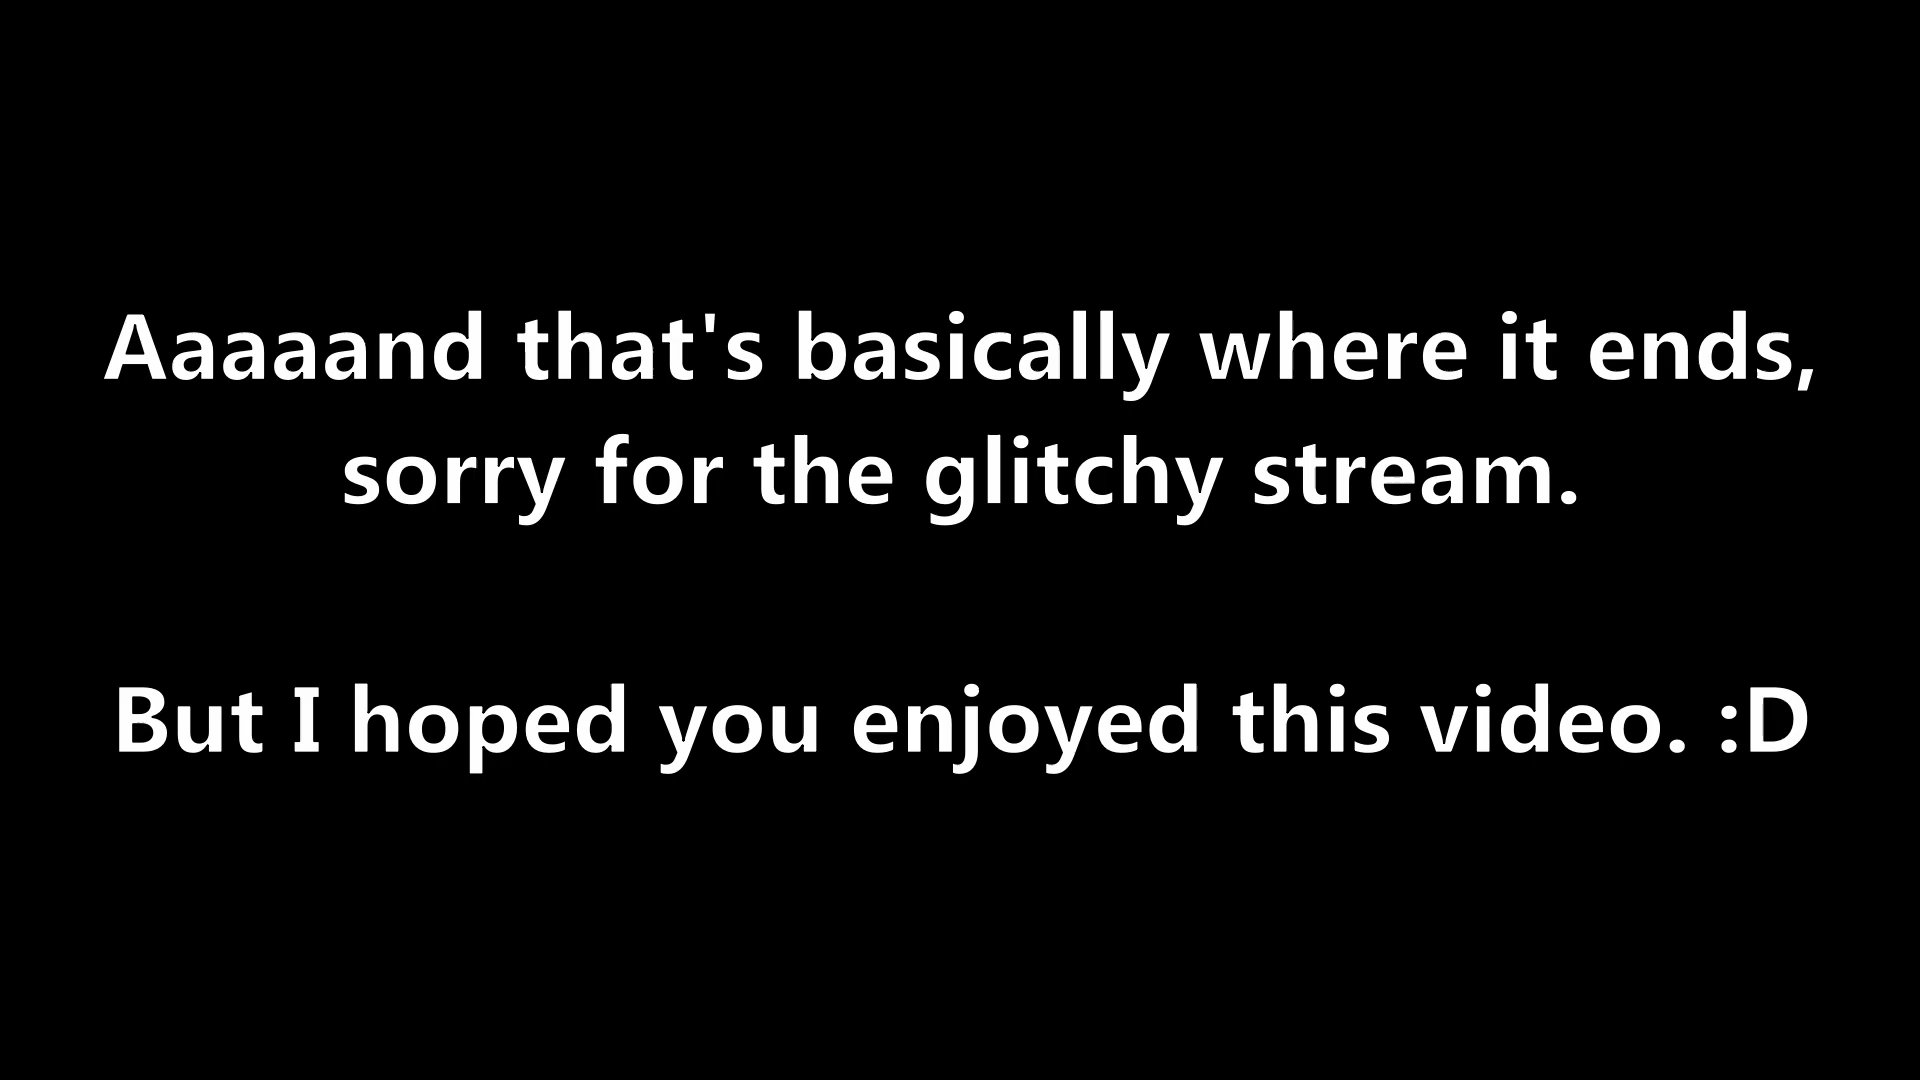 Aaaaand that's basically where it ends,
sorry for the glitchy stream.
But I hoped you enjoyed this video. :D